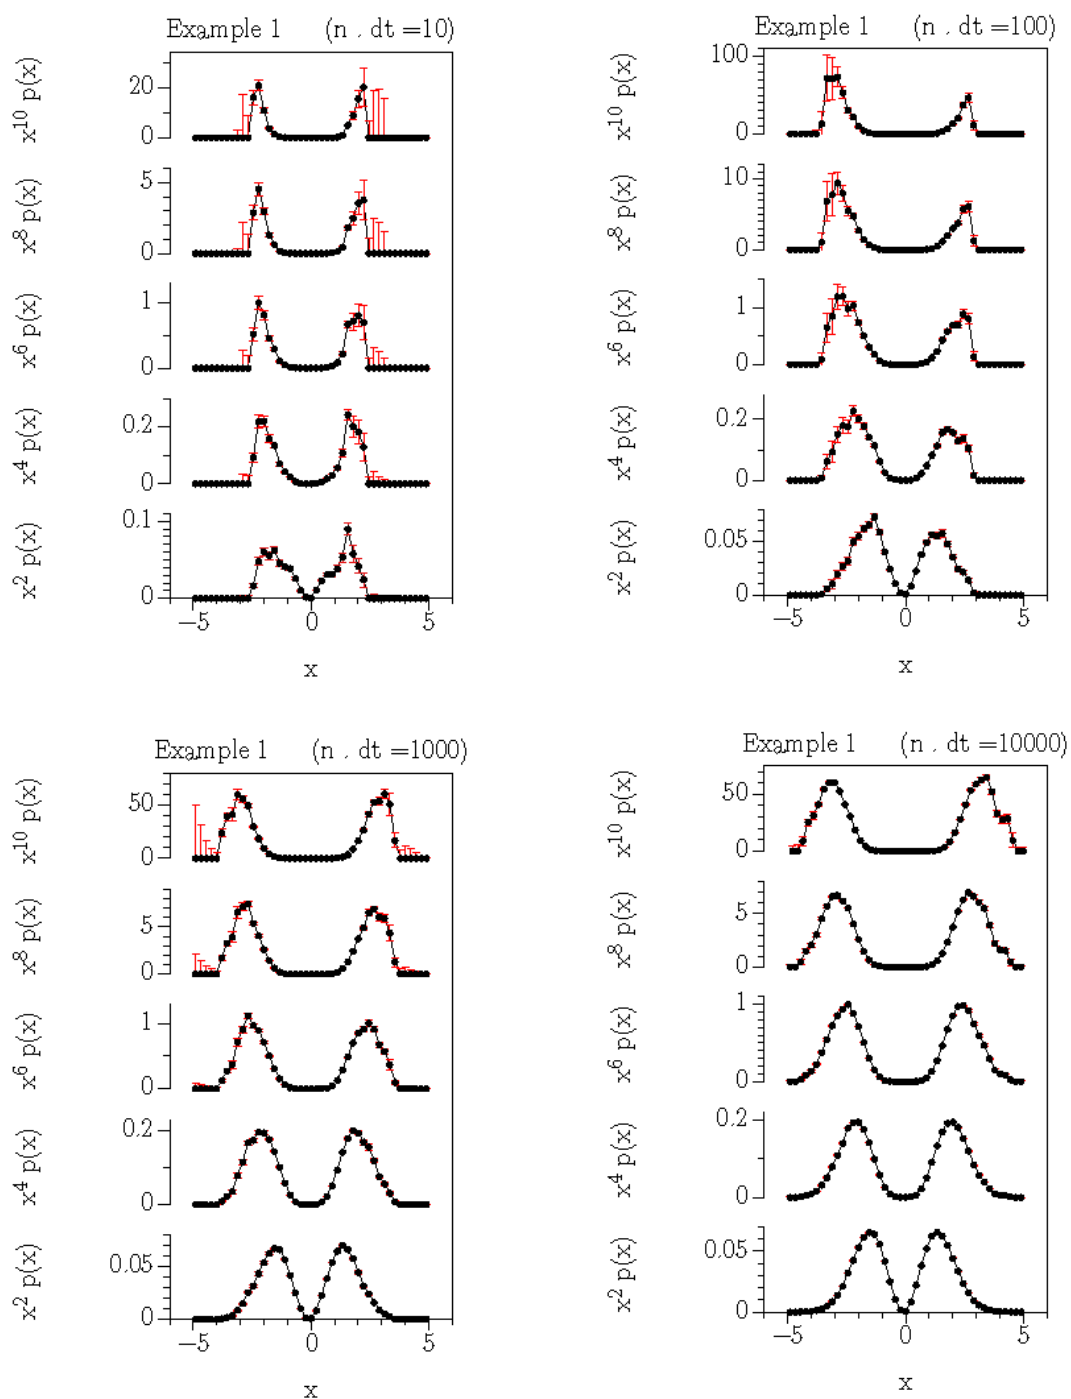 Example 1 (n . dt =10)
x^10 p(x)
20
0
x^8 p(x)
5
0
x^6 p(x)
1
0
x^4 p(x)
0.2
0
x^2 p(x)
0.1
0
−5 0 5
x
Example 1 (n . dt =100)
x^10 p(x)
100
0
x^8 p(x)
10
0
x^6 p(x)
1
0
x^4 p(x)
0.2
0
x^2 p(x)
0.05
0
−5 0 5
x
Example 1 (n . dt =1000)
x^10 p(x)
50
0
x^8 p(x)
5
0
x^6 p(x)
1
0
x^4 p(x)
0.2
0
x^2 p(x)
0.05
0
−5 0 5
x
Example 1 (n . dt =10000)
x^10 p(x)
50
0
x^8 p(x)
5
0
x^6 p(x)
1
0
x^4 p(x)
0.2
0
x^2 p(x)
0.05
0
−5 0 5
x